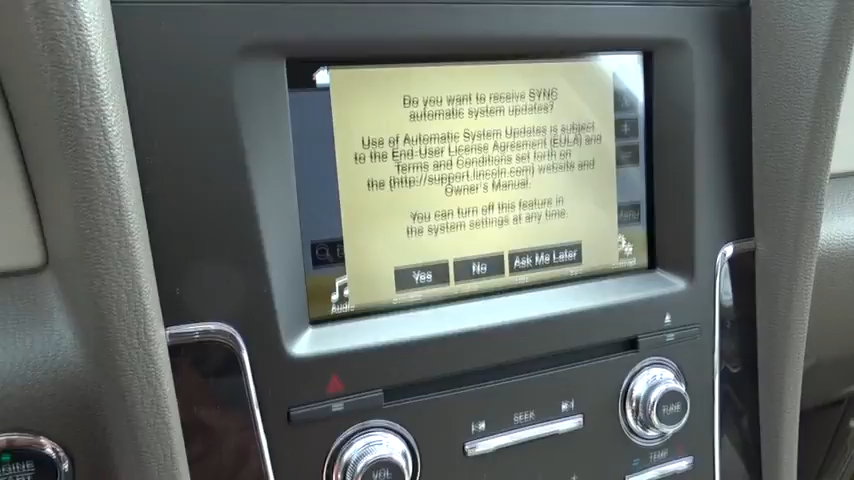 Do you want to receive SYNC
automatic system updates?
Use of Automatic System Updates is subject
to the End-User License Agreement (EULA) and
Terms and Conditions set forth on
the (http://support.lincoln.com) website and
Owner's Manual.
You can turn off this feature in
the system settings at any time.
Yes
No
Ask Me Later
Menu
Audio
SEEK
TUNE
VOL
TEMP